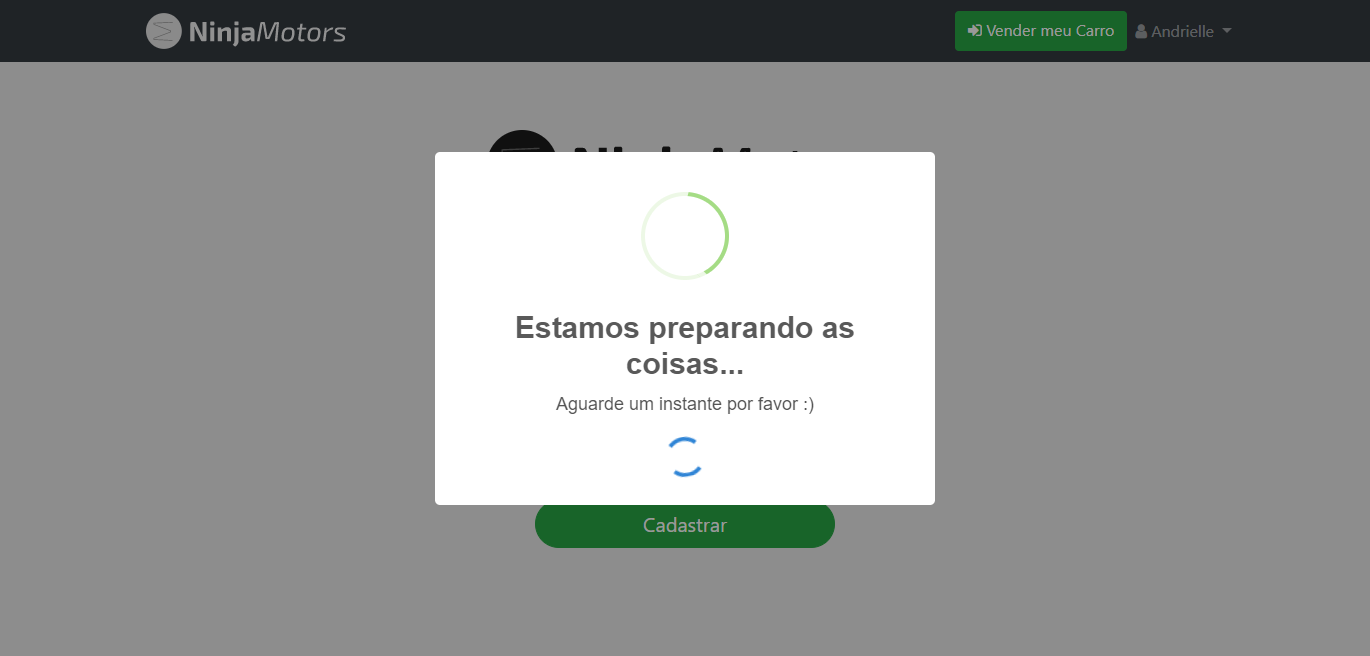 NinjaMotors
Vender meu Carro
Andrielle
Estamos preparando as
coisas...
Aguarde um instante por favor :)
Cadastrar